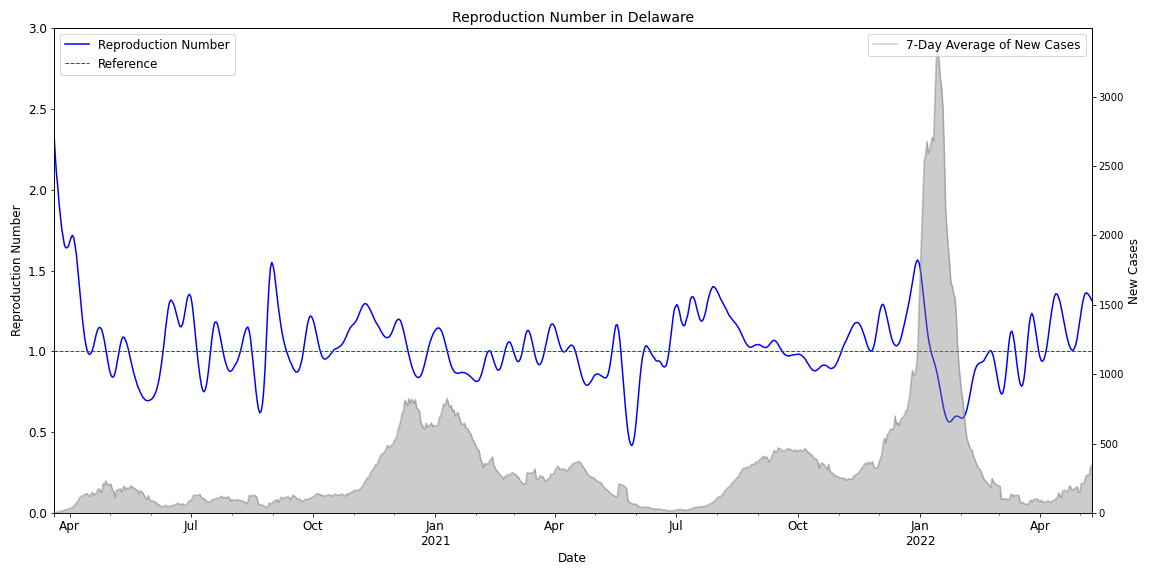 Reproduction Number in Delaware
Reproduction Number
Reference
7-Day Average of New Cases
3.0
2.5
2.0
1.5
1.0
0.5
0.0
Reproduction Number
3000
2500
2000
1500
1000
500
0
New Cases
Apr
Jul
Oct
Jan
2021
Apr
Jul
Oct
Jan
2022
Apr
Date